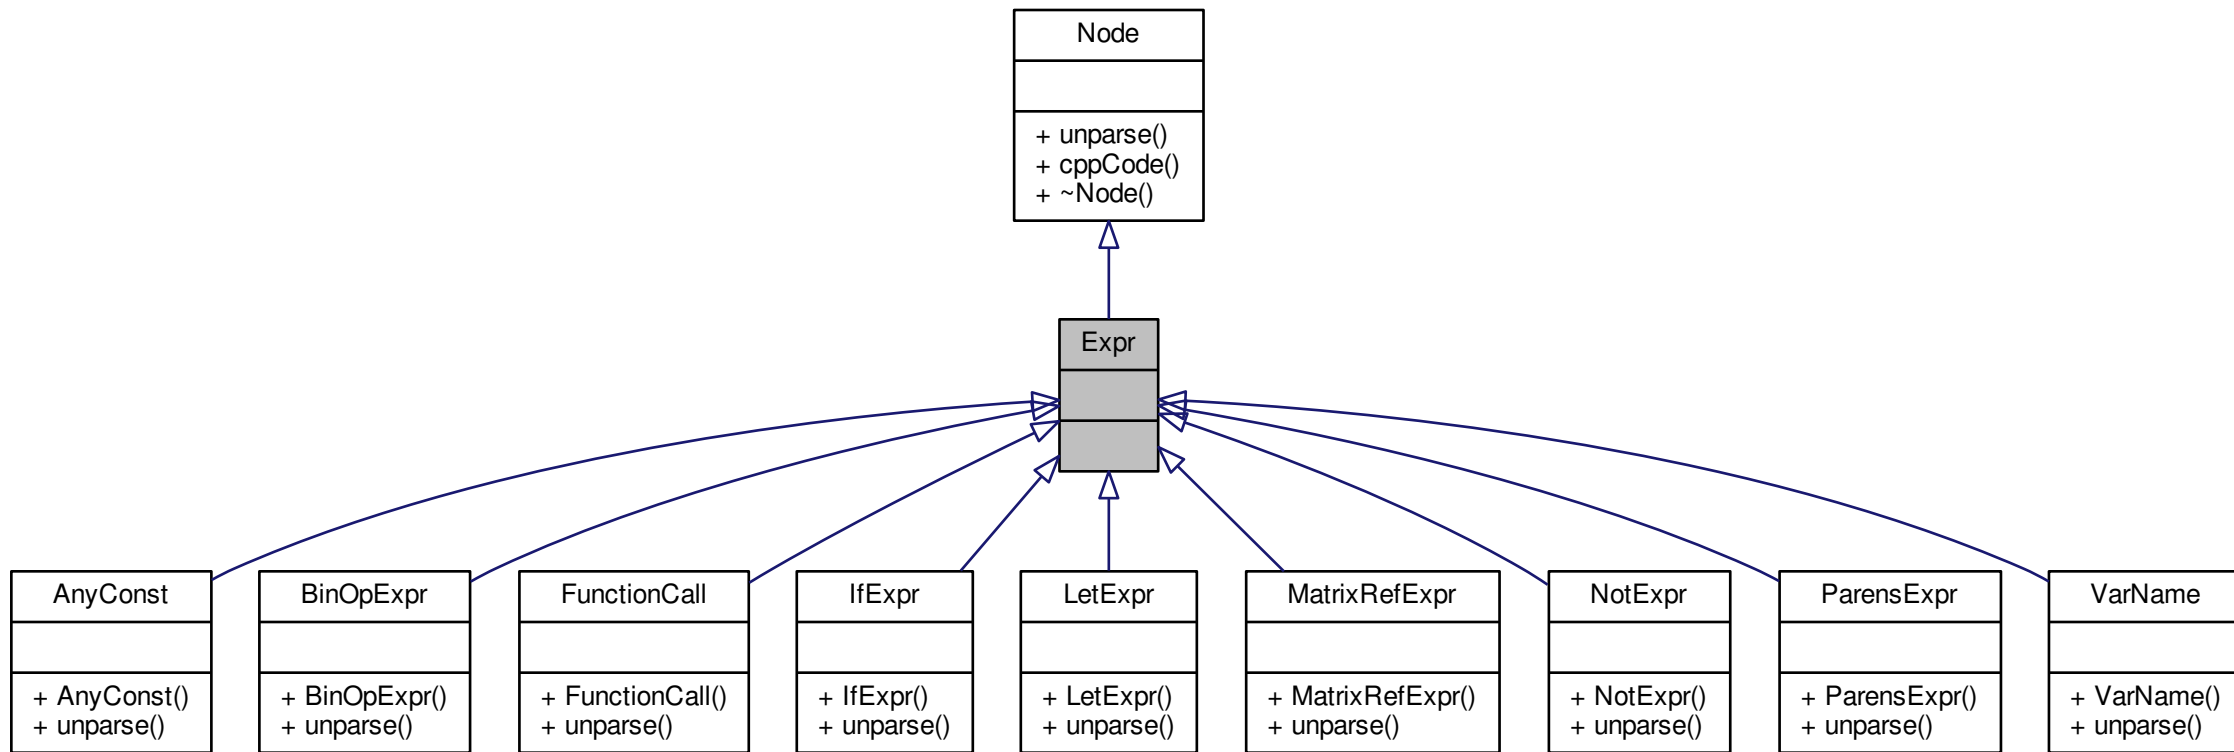 Node
+ unparse()
+ cppCode()
+ ~Node()
Expr
AnyConst
+ AnyConst()
+ unparse()
BinOpExpr
+ BinOpExpr()
+ unparse()
FunctionCall
+ FunctionCall()
+ unparse()
IfExpr
+ IfExpr()
+ unparse()
LetExpr
+ LetExpr()
+ unparse()
MatrixRefExpr
+ MatrixRefExpr()
+ unparse()
NotExpr
+ NotExpr()
+ unparse()
ParensExpr
+ ParensExpr()
+ unparse()
VarName
+ VarName()
+ unparse()